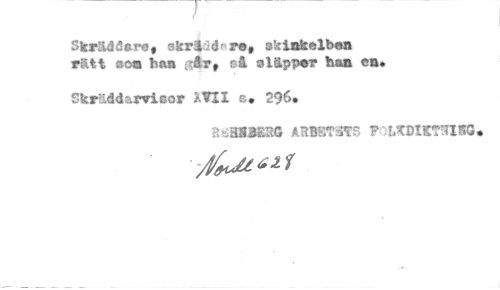 Skräddare, skräddare, skinkelben
rätt som han går, så släpper han en.
Skräddarvisor XVII s. 296.
REHNBERG ARBETETS FOLKDIKTNING.
Nordl 628